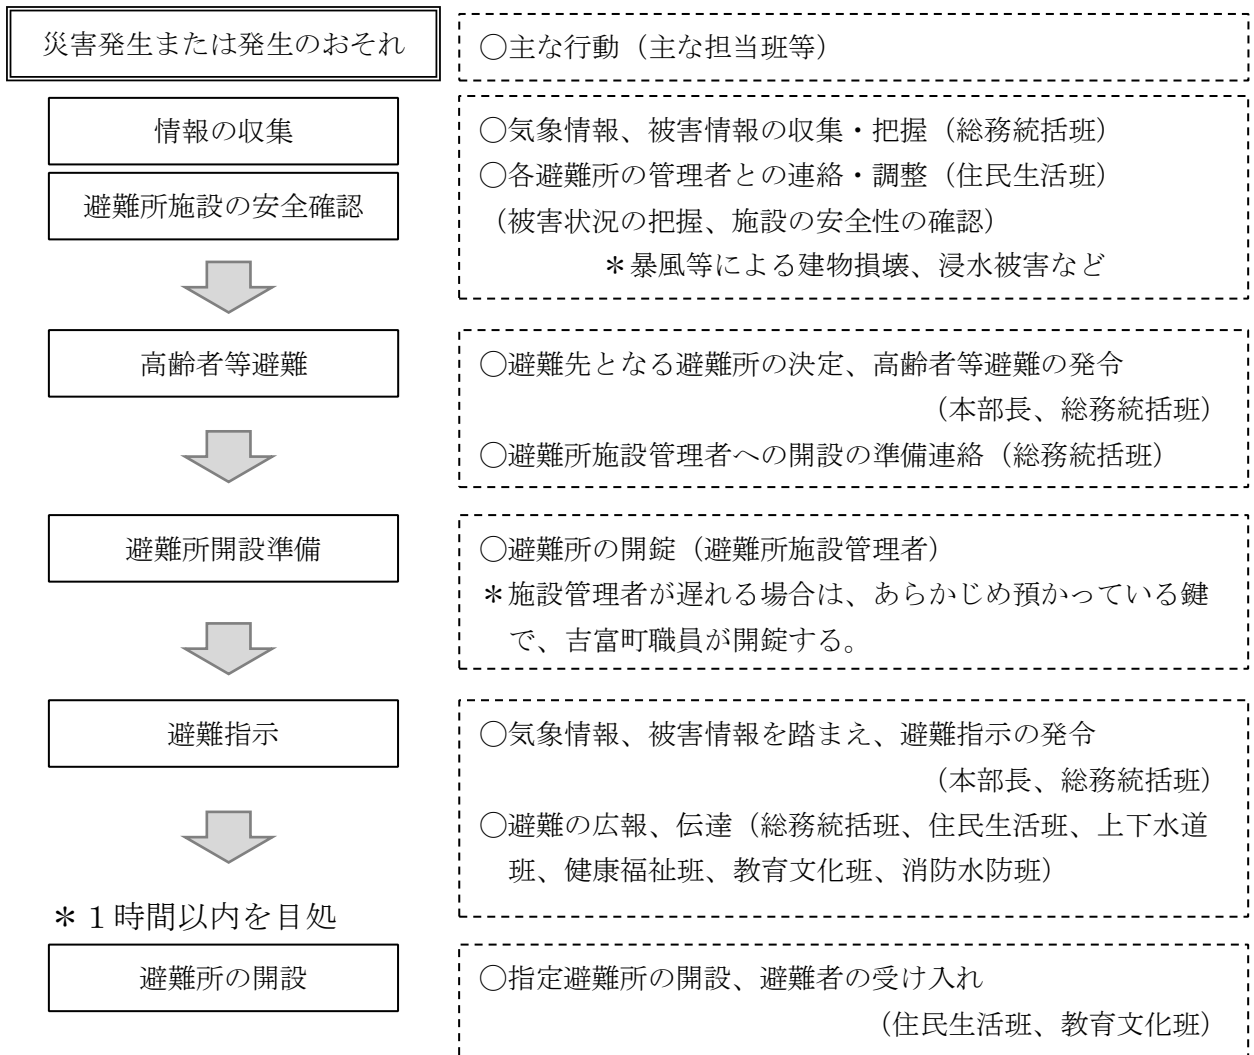 災害発生または発生のおそれ
○主な行動（主な担当班等）
情報の収集
避難所施設の安全確認
○気象情報、被害情報の収集・把握（総務統括班）
○各避難所の管理者との連絡・調整（住民生活班）
（被害状況の把握、施設の安全性の確認）
＊暴風等による建物損壊、浸水被害など
高齢者等避難
○避難先となる避難所の決定、高齢者等避難の発令
（本部長、総務統括班）
○避難所施設管理者への開設の準備連絡（総務統括班）
避難所開設準備
○避難所の開錠（避難所施設管理者）
＊施設管理者が遅れる場合は、あらかじめ預かっている鍵
で、吉富町職員が開錠する。
避難指示
○気象情報、被害情報を踏まえ、避難指示の発令
（本部長、総務統括班）
○避難の広報、伝達（総務統括班、住民生活班、上下水道
班、健康福祉班、教育文化班、消防水防班）
＊１時間以内を目処
避難所の開設
○指定避難所の開設、避難者の受け入れ
（住民生活班、教育文化班）